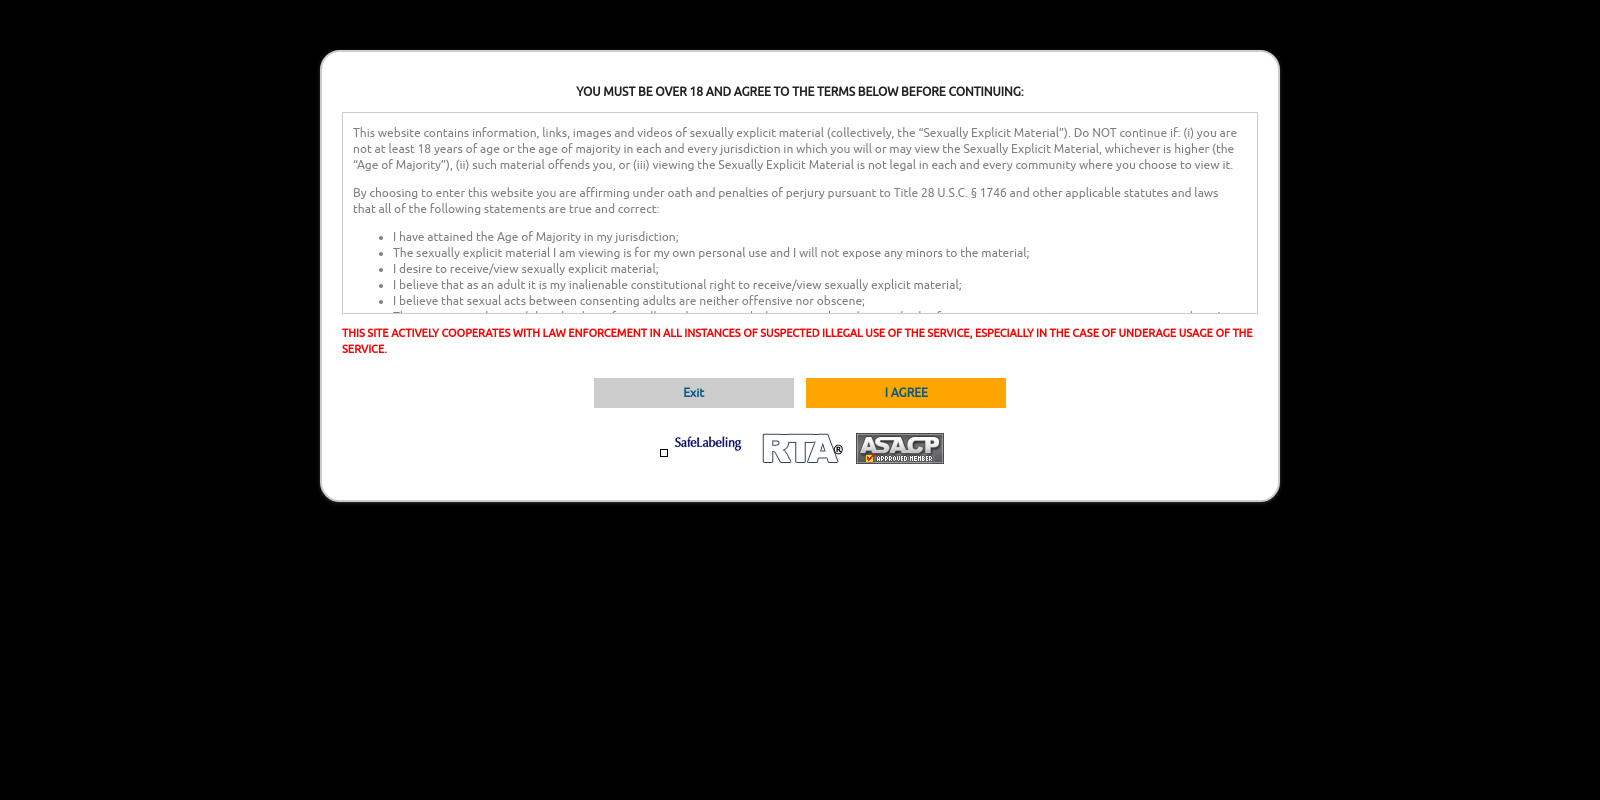 YOU MUST BE OVER 18 AND AGREE TO THE TERMS BELOW BEFORE CONTINUING:
This website contains information, links, images and videos of sexually explicit material (collectively, the “Sexually Explicit Material”). Do NOT continue if: (i) you are
not at least 18 years of age or the age of majority in each and every jurisdiction in which you will or may view the Sexually Explicit Material, whichever is higher (the
“Age of Majority”), (ii) such material offends you, or (iii) viewing the Sexually Explicit Material is not legal in each and every community where you choose to view it.
By choosing to enter this website you are affirming under oath and penalties of perjury pursuant to Title 28 U.S.C. § 1746 and other applicable statutes and laws
that all of the following statements are true and correct:
• I have attained the Age of Majority in my jurisdiction;
• The sexually explicit material I am viewing is for my own personal use and I will not expose any minors to the material;
• I desire to receive/view sexually explicit material;
• I believe that as an adult it is my inalienable constitutional right to receive/view sexually explicit material;
• I believe that sexual acts between consenting adults are neither offensive nor obscene;
THIS SITE ACTIVELY COOPERATES WITH LAW ENFORCEMENT IN ALL INSTANCES OF SUSPECTED ILLEGAL USE OF THE SERVICE, ESPECIALLY IN THE CASE OF UNDERAGE USAGE OF THE
SERVICE.
Exit
I AGREE
SafeLabeling
RTA®
ASACP
APPROVED MEMBER